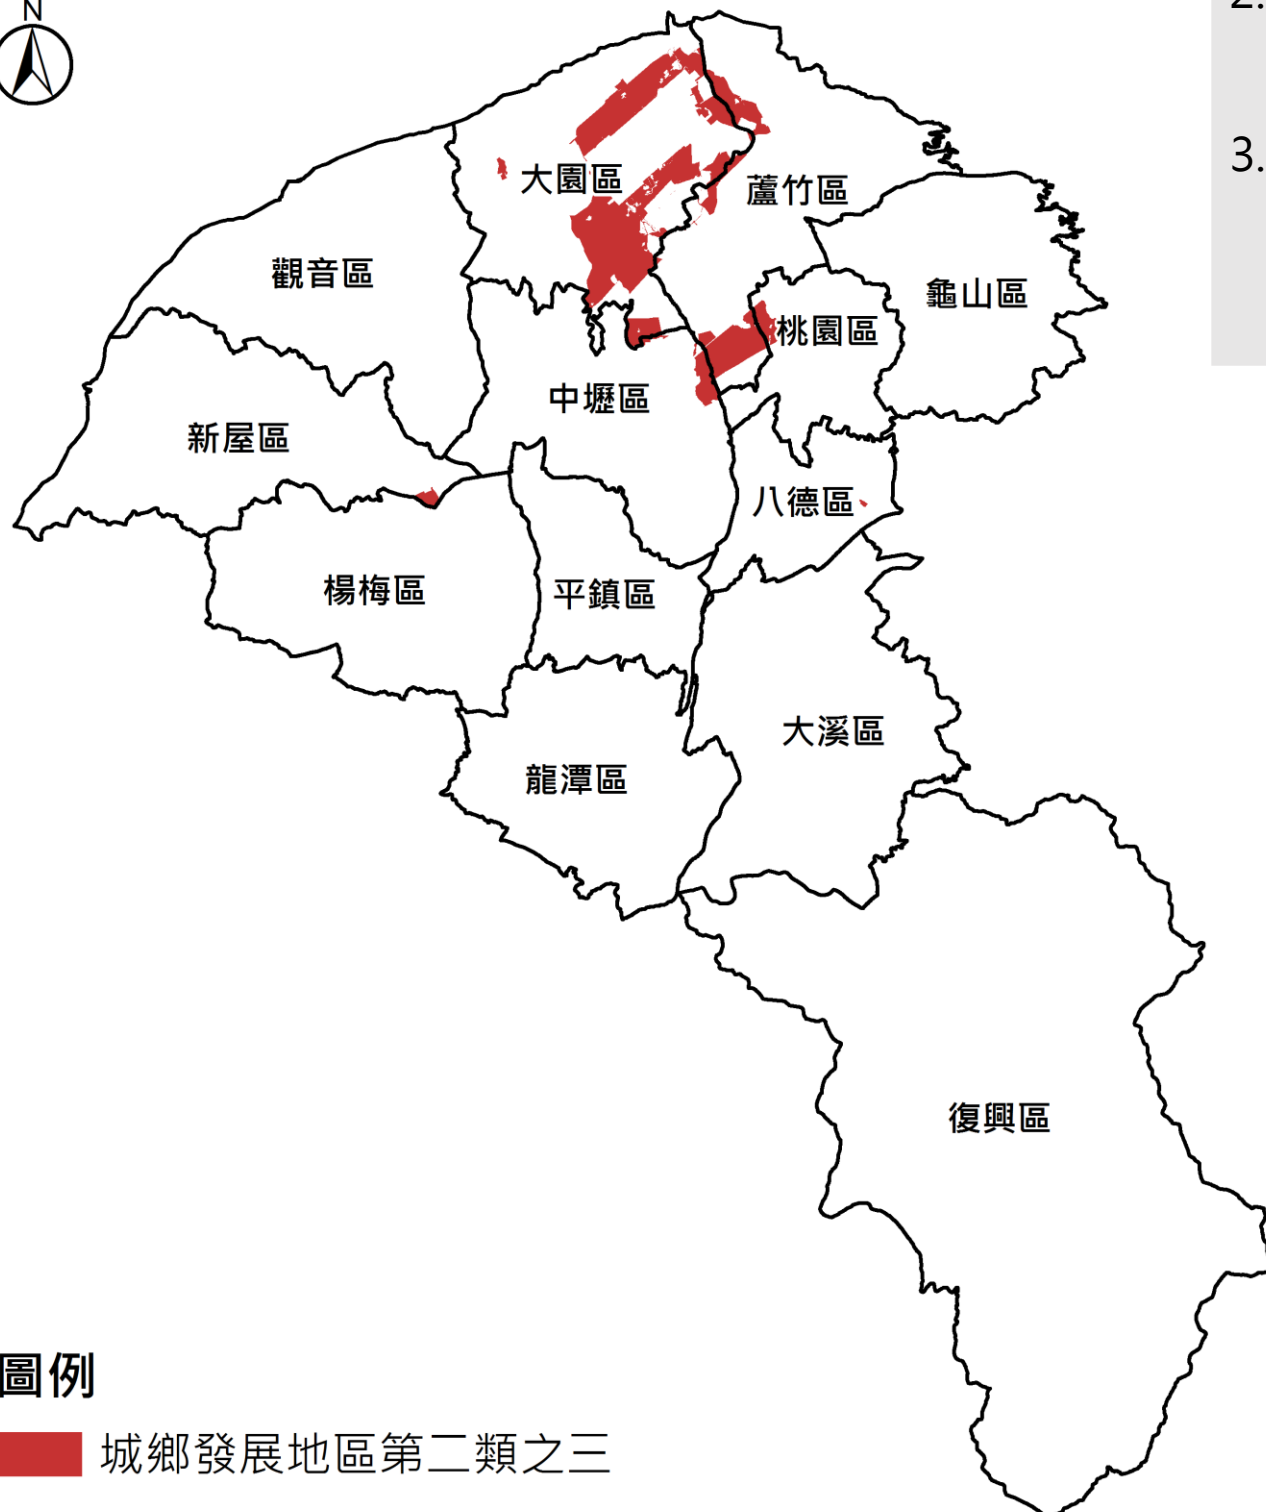 N
2.
3.
大園區
蘆竹區
觀音區
龜山區
桃園區
中壢區
新屋區
八德區
楊梅區
平鎮區
大溪區
龍潭區
復興區
圖例
城鄉發展地區第二類之三